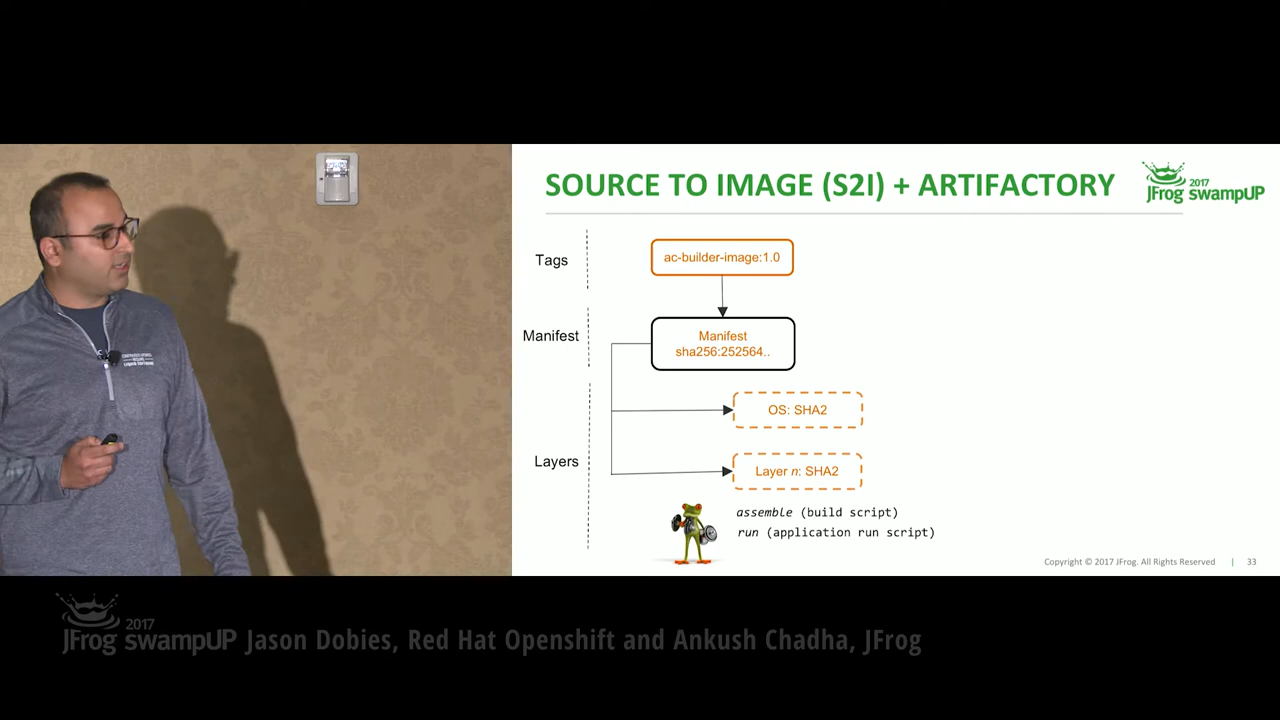 SOURCE TO IMAGE (S2I) + ARTIFACTORY
2017
JFrog swampUP
Tags
ac-builder-image:1.0
Manifest
Manifest
sha256:252564..
OS: SHA2
Layers
Layer n: SHA2
assemble (build script)
run (application run script)
Copyright © 2017 JFrog. All Rights Reserved | 33
2017
JFrog swampUP Jason Dobies, Red Hat Openshift and Ankush Chadha, JFrog